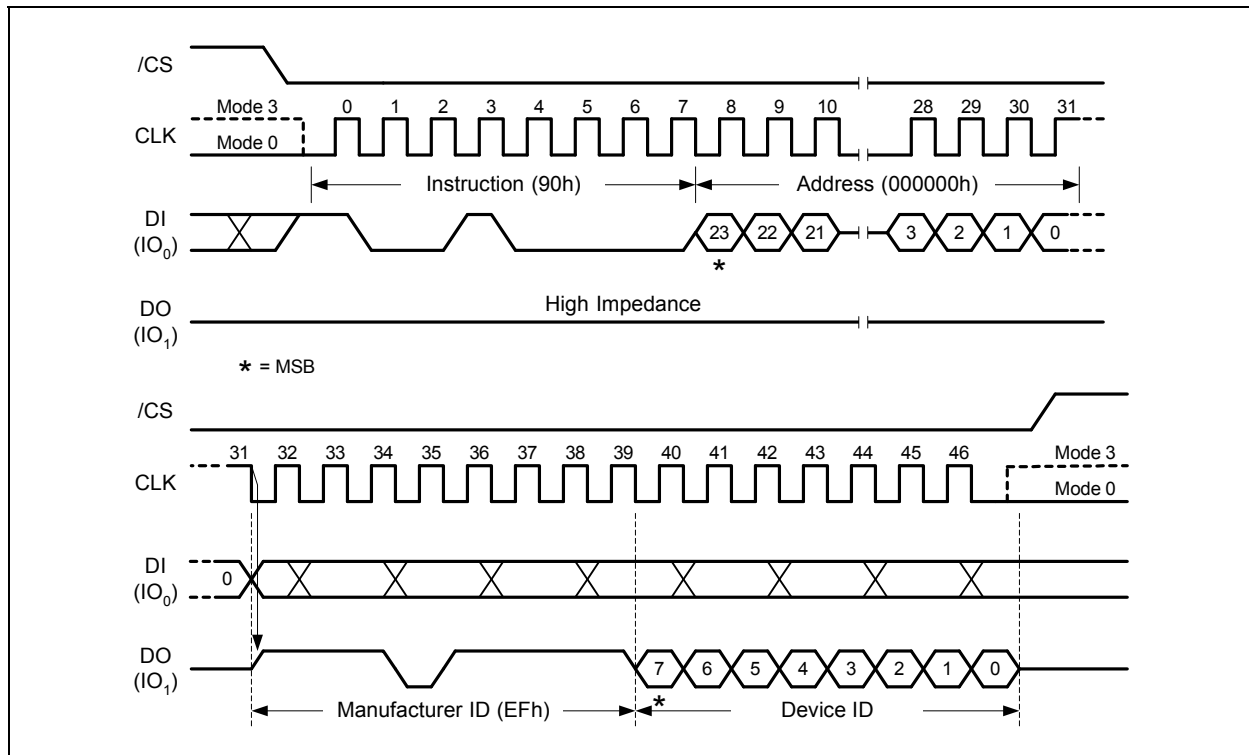 /CS
Mode 3 0 1 2 3 4 5 6 7 8 9 10 28 29 30 31
CLK
Mode 0
Instruction (90h) Address (000000h)
DI
(IO0) 23 22 21 3 2 1 0
*
High Impedance
DO
(IO1)
* = MSB
/CS
31 32 33 34 35 36 37 38 39 40 41 42 43 44 45 46 Mode 3
CLK
Mode 0
DI
(IO0) 0
DO
(IO1) 7 6 5 4 3 2 1 0
*
Manufacturer ID (EFh) Device ID